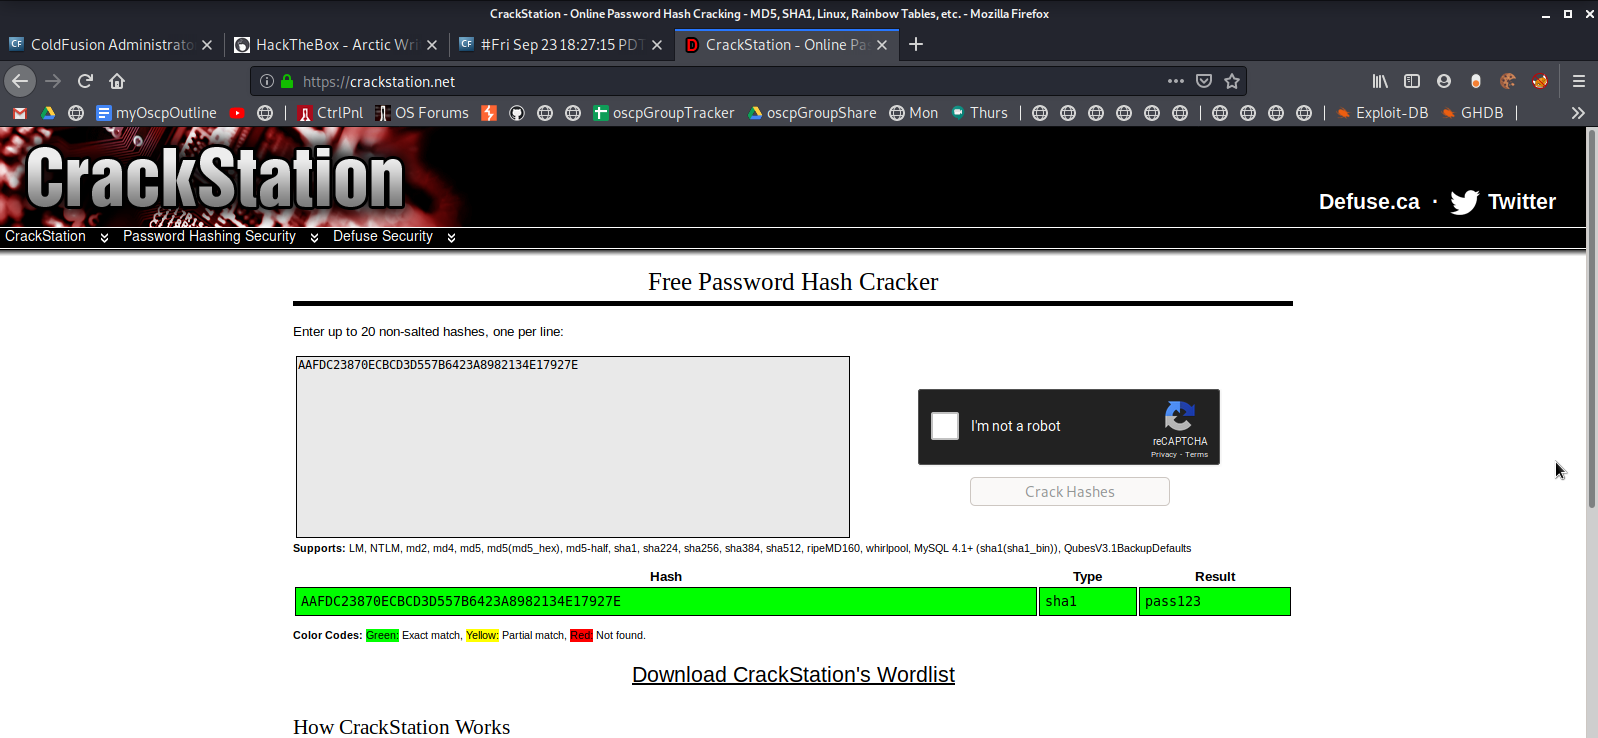 CrackStation - Online Password Hash Cracking - MD5, SHA1, Linux, Rainbow Tables, etc. - Mozilla Firefox
ColdFusion Administrato
HackTheBox - Arctic Wri
#Fri Sep 23 18:27:15 PDT
CrackStation - Online Pa
https://crackstation.net
myOscpOutline
CtrlPnl
OS Forums
oscpGroupTracker
oscpGroupShare
Mon
Thurs
Exploit-DB
GHDB
CrackStation
Defuse.ca · Twitter
CrackStation Password Hashing Security Defuse Security
Free Password Hash Cracker
Enter up to 20 non-salted hashes, one per line:
AAFDC23870ECBCD3D557B6423A8982134E17927E
I'm not a robot
reCAPTCHA
Privacy - Terms
Crack Hashes
Supports: LM, NTLM, md2, md4, md5, md5(md5_hex), md5-half, sha1, sha224, sha256, sha384, sha512, ripeMD160, whirlpool, MySQL 4.1+ (sha1(sha1_bin)), QubesV3.1BackupDefaults
Hash Type Result
AAFDC23870ECBCD3D557B6423A8982134E17927E sha1 pass123
Color Codes: Green: Exact match, Yellow: Partial match, Red: Not found.
Download CrackStation's Wordlist
How CrackStation Works